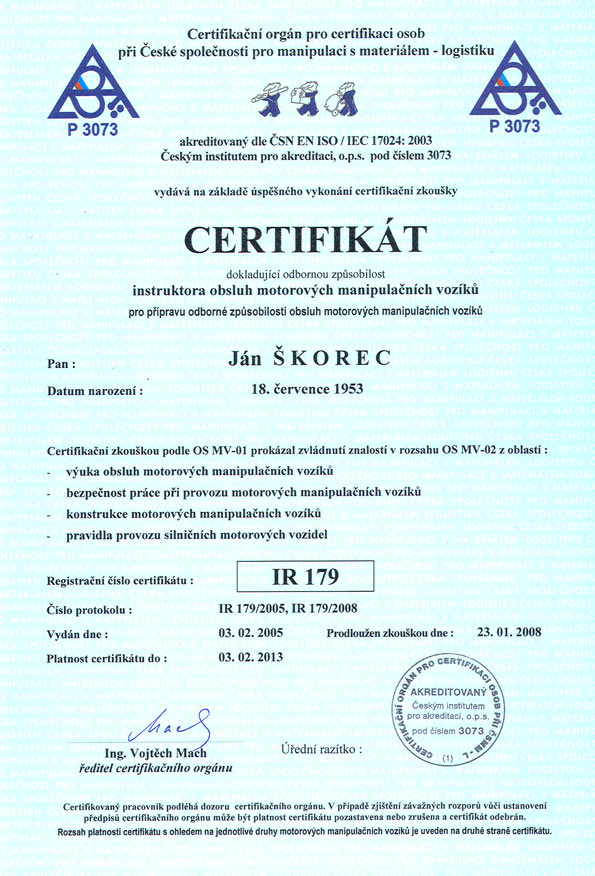 Certifikační orgán pro certifikaci osob
při České společnosti pro manipulaci s materiálem - logistiku
P 3073
P 3073
akreditovaný dle ČSN EN ISO / IEC 17024: 2003
Českým institutem pro akreditaci, o.p.s. pod číslem 3073
vydává na základě úspěšného vykonání certifikační zkoušky
CERTIFIKÁT
dokladující odbornou způsobilost
instruktora obsluh motorových manipulačních vozíků
pro přípravu odborné způsobilosti obsluh motorových manipulačních vozíků
Pan : Ján ŠKOREC
Datum narození : 18. července 1953
Certifikační zkouškou podle OS MV-01 prokázal zvládnutí znalostí v rozsahu OS MV-02 z oblastí :
- výuka obsluh motorových manipulačních vozíků
- bezpečnost práce při provozu motorových manipulačních vozíků
- konstrukce motorových manipulačních vozíků
- pravidla provozu silničních motorových vozidel
Registrační číslo certifikátu : IR 179
Číslo protokolu : IR 179/2005, IR 179/2008
Vydán dne : 03. 02. 2005 Prodloužen zkouškou dne : 23. 01. 2008
Platnost certifikátu do : 03. 02. 2013
CERTIFIKAČNÍ ORGÁN PRO CERTIFIKACI OSOB PŘI ČSMM - L
AKREDITOVANÝ
Českým institutem
pro akreditaci, o.p.s.
pod číslem 3073
(1)
Mach
Ing. Vojtěch Mach
ředitel certifikačního orgánu
Úřední razítko :
Certifikovaný pracovník podléhá dozoru certifikačního orgánu. V případě zjištění závažných rozporů vůči ustanovení
předpisů certifikačního orgánu může být platnost certifikátu pozastavena nebo zrušena a certifikát odebrán.
Rozsah platnosti certifikátu s ohledem na jednotlivé druhy motorových manipulačních vozíků je uveden na druhé straně certifikátu.